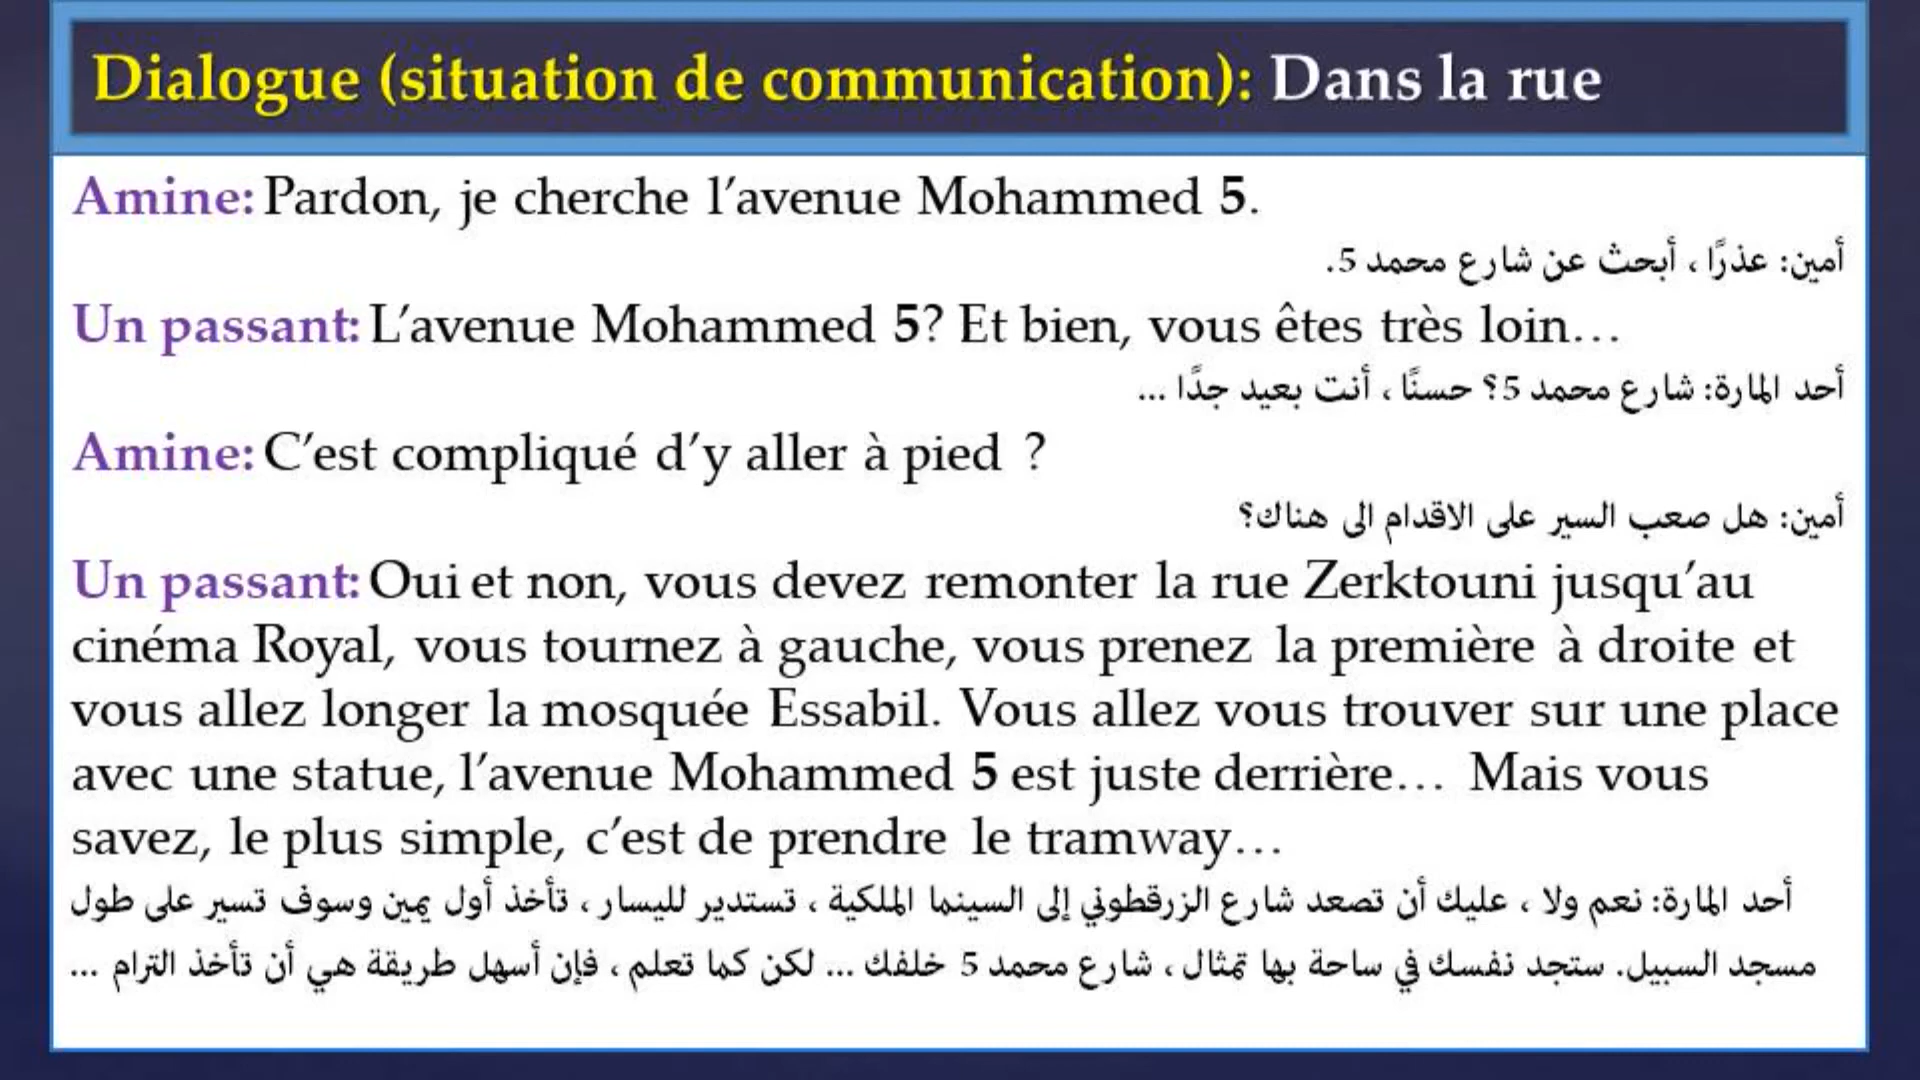 Dialogue (situation de communication): Dans la rue
Amine: Pardon, je cherche l’avenue Mohammed 5.
أمين: عذرًا ، أبحث عن شارع محمد 5.
Un passant: L’avenue Mohammed 5? Et bien, vous êtes très loin…
أحد المارة: شارع محمد 5؟ حسنًا ، أنت بعيد جدًا ...
Amine: C’est compliqué d’y aller à pied ?
أمين: هل صعب السير على الاقدام الى هناك؟
Un passant: Oui et non, vous devez remonter la rue Zerktouni jusqu’au
cinéma Royal, vous tournez à gauche, vous prenez la première à droite et
vous allez longer la mosquée Essabil. Vous allez vous trouver sur une place
avec une statue, l’avenue Mohammed 5 est juste derrière… Mais vous
savez, le plus simple, c’est de prendre le tramway…
أحد المارة: نعم ولا ، عليك أن تصعد شارع الزرقطوني إلى السينما الملكية ، تستدير لليسار ، تأخذ أول يمين وسوف تسير على طول
مسجد السبيل. ستجد نفسك في ساحة بها تمثال ، شارع محمد 5 خلفك ... لكن كما تعلم ، فإن أسهل طريقة هي أن تأخذ الترام ...